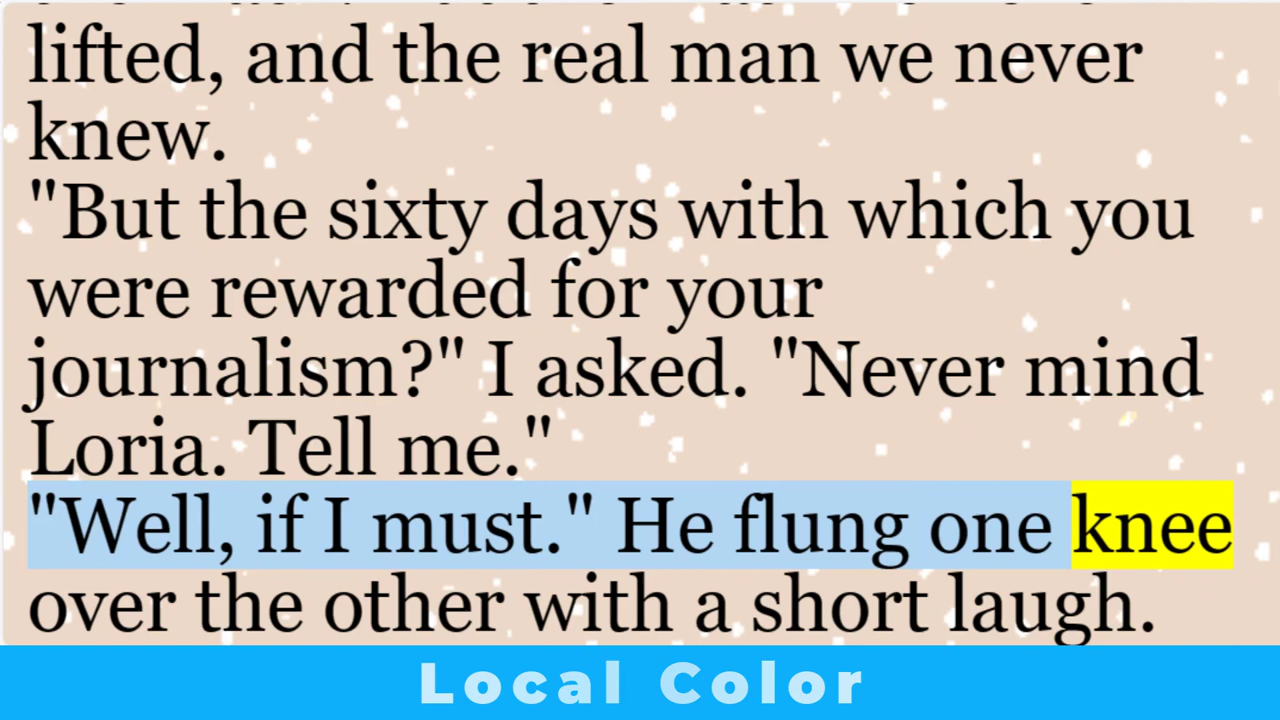 lifted, and the real man we never
knew.
"But the sixty days with which you
were rewarded for your
journalism?" I asked. "Never mind
Loria. Tell me."
"Well, if I must." He flung one knee
over the other with a short laugh.
Local Color